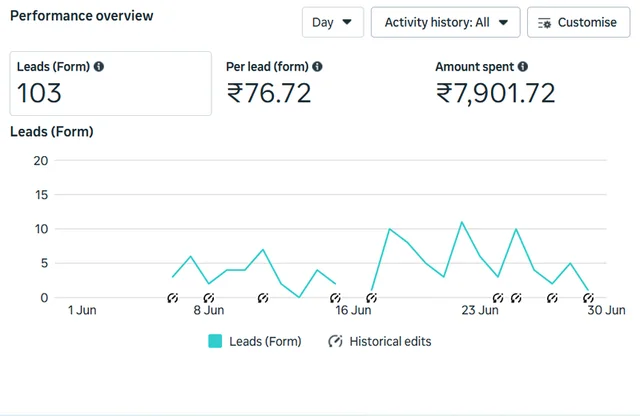 Performance overview
Day
Activity history: All
Customise
Leads (Form)
Per lead (form)
Amount spent
103
₹76.72
₹7,901.72
Leads (Form)
20
15
10
5
0
1 Jun
8 Jun
16 Jun
23 Jun
30 Jun
Leads (Form)
Historical edits